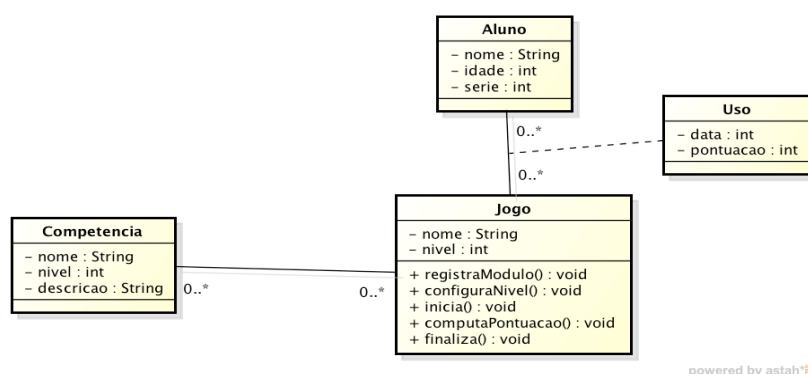 Aluno
- nome : String
- idade : int
- serie : int
0..*
0..*
Uso
- data : int
- pontuacao : int
Jogo
- nome : String
- nivel : int
+ registraModulo() : void
+ configuraNivel() : void
+ inicia() : void
+ computaPontuacao() : void
+ finaliza() : void
Competencia
- nome : String
- nivel : int
- descricao : String
0..*
0..*
powered by astah*